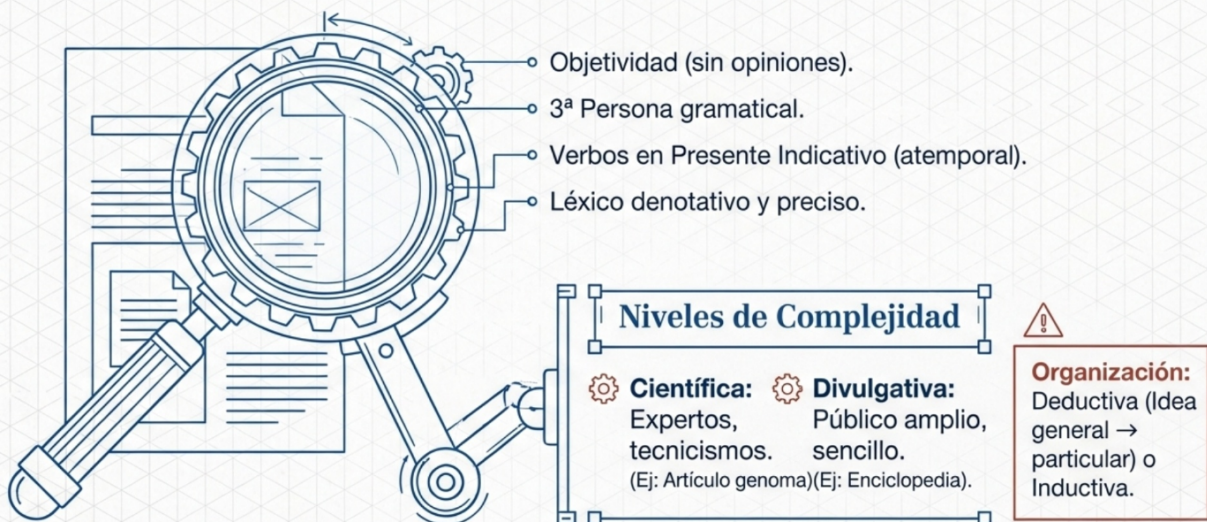 Objetividad (sin opiniones).
3ª Persona gramatical.
Verbos en Presente Indicativo (atemporal).
Léxico denotativo y preciso.
Niveles de Complejidad
Científica:
Expertos,
tecnicismos.
(Ej: Artículo genoma)
Divulgativa:
Público amplio,
sencillo.
(Ej: Enciclopedia).
Organización:
Deductiva (Idea
general →
particular) o
Inductiva.